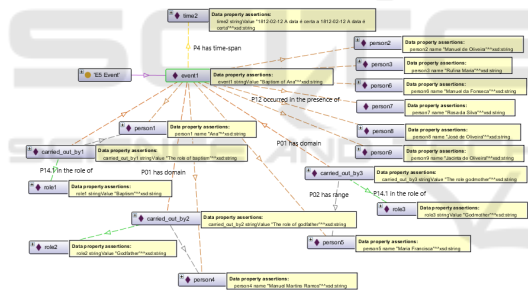 time2
Data property assertions:
time2 stringValue "1812-02-12 A data é certa a 1812-02-12 A data é
certa"^^xsd:string
P4 has time-span
person2
Data property assertions:
person2 name "Manuel de Oliveira"^^xsd:string
person3
Data property assertions:
person3 name "Rufina Maria"^^xsd:string
'E5 Event'
event1
Data property assertions:
event1 stringValue "Baptism of Ana"^^xsd:string
person6
Data property assertions:
person6 name "Manuel da Fonseca"^^xsd:string
P12 occurred in the presence of
person7
Data property assertions:
person7 name "Rosa da Silva"^^xsd:string
person1
Data property assertions:
person1 name "Ana"^^xsd:string
person8
Data property assertions:
person8 name "José de Oliveira"^^xsd:string
P01 has domain
carried_out_by1
Data property assertions:
carried_out_by1 stringValue "The role of baptism"^^xsd:string
person9
Data property assertions:
person9 name "Jacinta de Oliveira"^^xsd:string
P14.1 in the role of
P01 has domain
carried_out_by3
Data property assertions:
carried_out_by3 stringValue "The role godmother"^^xsd:string
role1
Data property assertions:
role1 stringValue "Baptism"^^xsd:string
P02 has range
P14.1 in the role of
role3
Data property assertions:
role3 stringValue "Godmother"^^xsd:string
carried_out_by2
Data property assertions:
carried_out_by2 stringValue "The role of godfather"^^xsd:string
role2
Data property assertions:
role2 stringValue "Godfather"^^xsd:string
person5
Data property assertions:
person5 name "Maria Francisca"^^xsd:string
person4
Data property assertions:
person4 name "Manuel Martins Ramos"^^xsd:string